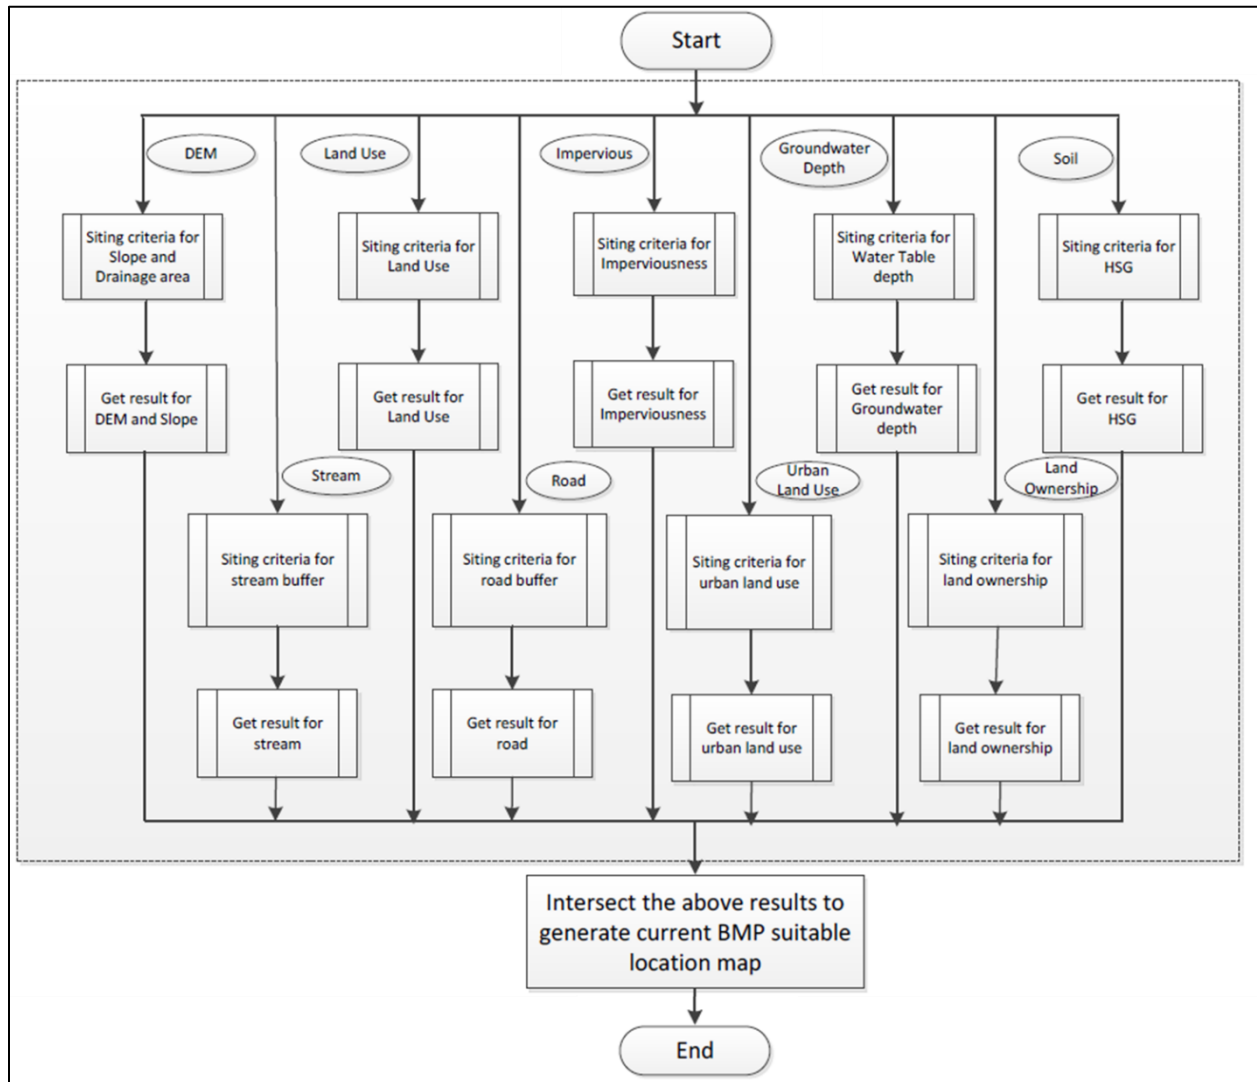 Start
DEM
Land Use
Impervious
Groundwater
Depth
Soil
Siting criteria for
Slope and
Drainage area
Siting criteria for
Land Use
Siting criteria for
Imperviousness
Siting criteria for
Water Table
depth
Siting criteria for
HSG
Get result for
DEM and Slope
Get result for
Land Use
Get result for
Imperviousness
Get result for
Groundwater
depth
Get result for
HSG
Stream
Road
Urban
Land Use
Land
Ownership
Siting criteria for
stream buffer
Siting criteria for
road buffer
Siting criteria for
urban land use
Siting criteria for
land ownership
Get result for
stream
Get result for
road
Get result for
urban land use
Get result for
land ownership
Intersect the above results to
generate current BMP suitable
location map
End